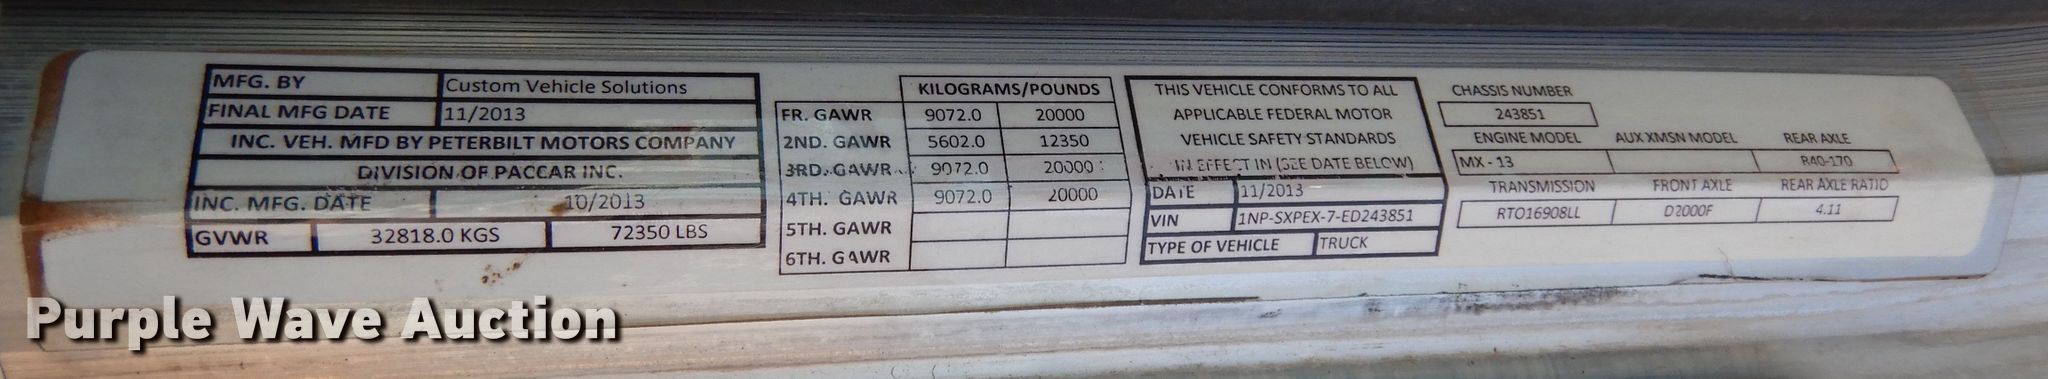 MFG. BY Custom Vehicle Solutions
FINAL MFG DATE 11/2013
INC. VEH. MFD BY PETERBILT MOTORS COMPANY
DIVISION OF PACCAR INC.
INC. MFG. DATE 10/2013
GVWR 32818.0 KGS 72350 LBS
KILOGRAMS/POUNDS
FR. GAWR 9072.0 20000
2ND. GAWR 5602.0 12350
3RD. GAWR 9072.0 20000
4TH. GAWR 9072.0 20000
5TH. GAWR
6TH. GAWR
THIS VEHICLE CONFORMS TO ALL
APPLICABLE FEDERAL MOTOR
VEHICLE SAFETY STANDARDS
IN EFFECT IN (SEE DATE BELOW)
DATE 11/2013
VIN 1NP-SXPEX-7-ED243851
TYPE OF VEHICLE TRUCK
CHASSIS NUMBER
243851
ENGINE MODEL AUX XMSN MODEL REAR AXLE
MX - 13 R40-170
TRANSMISSION FRONT AXLE REAR AXLE RATIO
RTO16908LL D2000F 4.11
Purple Wave Auction